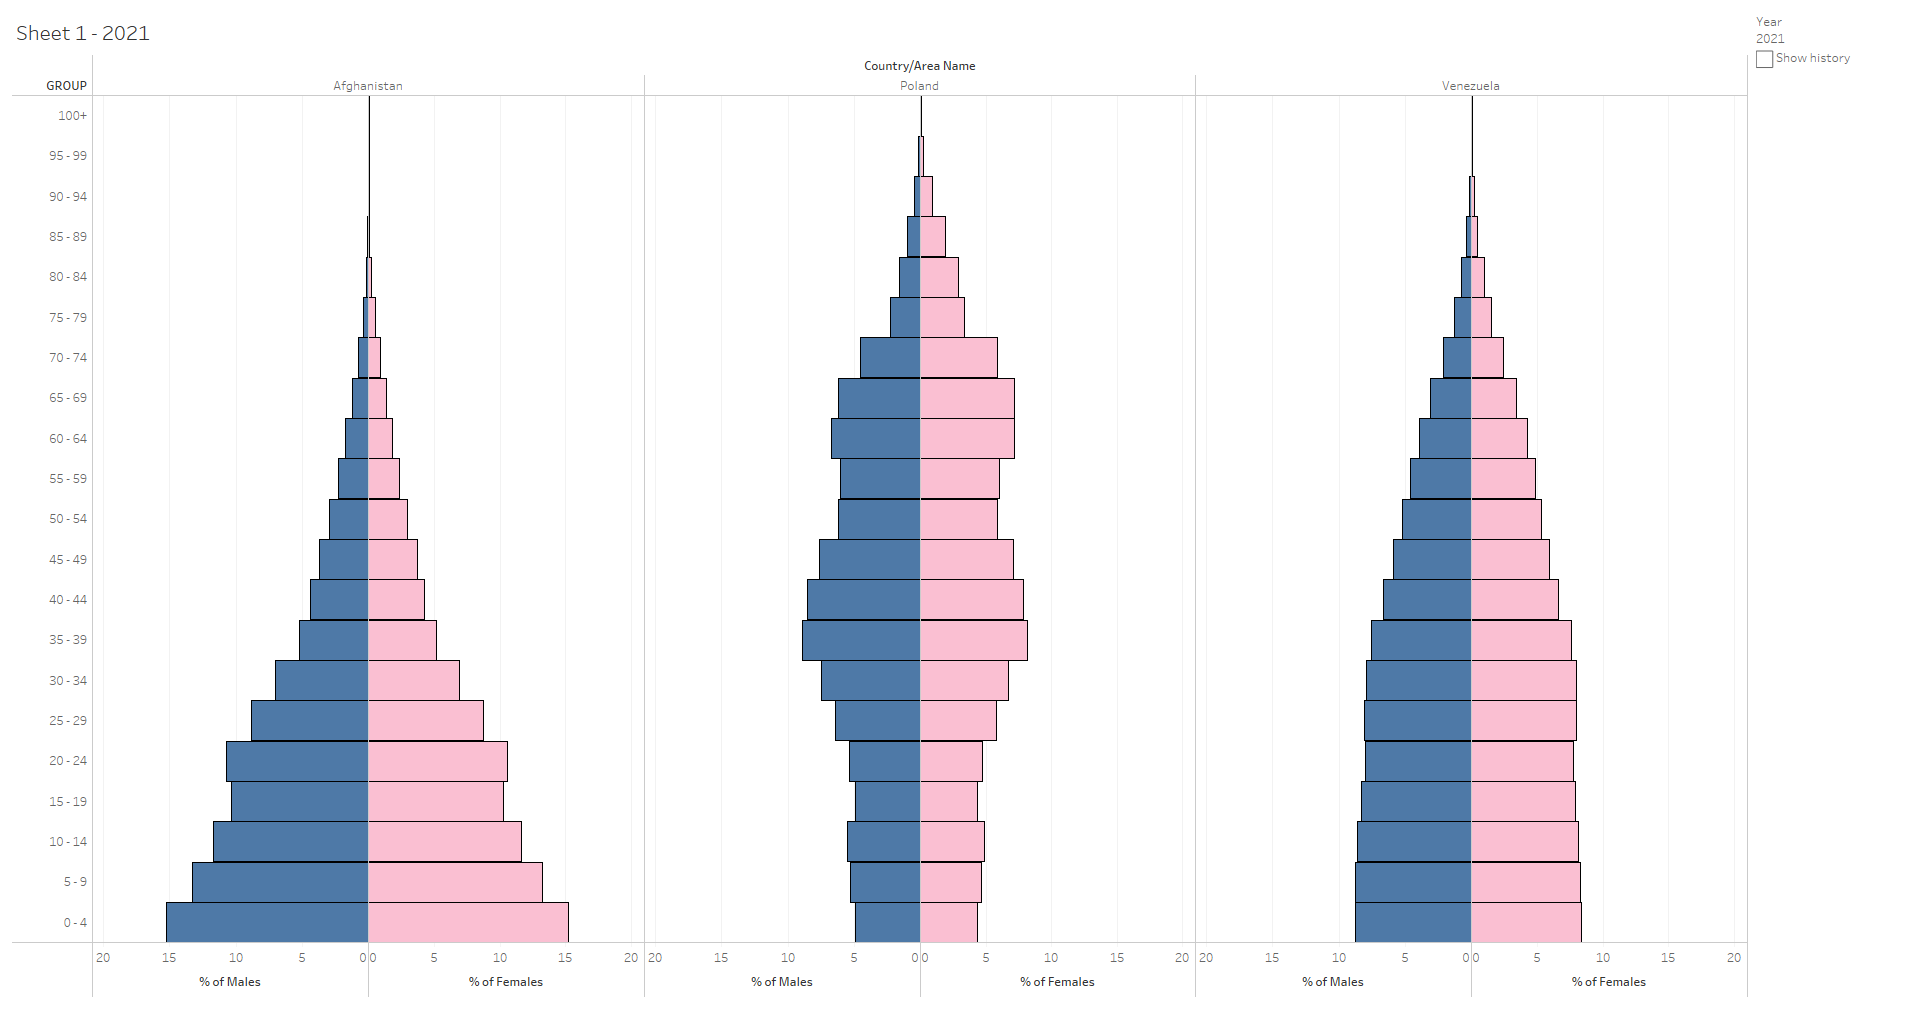 Sheet 1 - 2021
Year
2021
Show history
Country/Area Name
GROUP Afghanistan Poland Venezuela
100+
95 - 99
90 - 94
85 - 89
80 - 84
75 - 79
70 - 74
65 - 69
60 - 64
55 - 59
50 - 54
45 - 49
40 - 44
35 - 39
30 - 34
25 - 29
20 - 24
15 - 19
10 - 14
5 - 9
0 - 4
20 15 10 5 0 0 5 10 15 20 20 15 10 5 0 0 5 10 15 20 20 15 10 5 0 0 5 10 15 20
% of Males % of Females % of Males % of Females % of Males % of Females